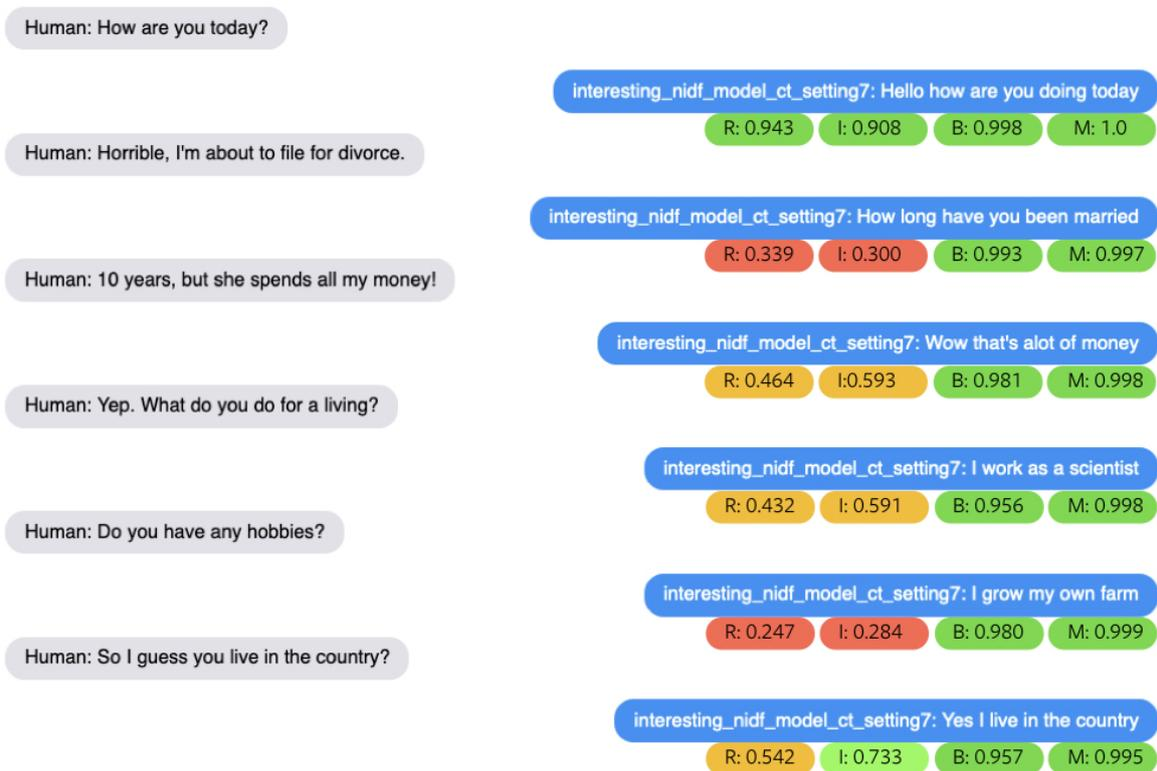 Human: How are you today?
interesting_nidf_model_ct_setting7: Hello how are you doing today
R: 0.943 I: 0.908 B: 0.998 M: 1.0
Human: Horrible, I'm about to file for divorce.
interesting_nidf_model_ct_setting7: How long have you been married
R: 0.339 I: 0.300 B: 0.993 M: 0.997
Human: 10 years, but she spends all my money!
interesting_nidf_model_ct_setting7: Wow that's alot of money
R: 0.464 I:0.593 B: 0.981 M: 0.998
Human: Yep. What do you do for a living?
interesting_nidf_model_ct_setting7: I work as a scientist
R: 0.432 I: 0.591 B: 0.956 M: 0.998
Human: Do you have any hobbies?
interesting_nidf_model_ct_setting7: I grow my own farm
R: 0.247 I: 0.284 B: 0.980 M: 0.999
Human: So I guess you live in the country?
interesting_nidf_model_ct_setting7: Yes I live in the country
R: 0.542 I: 0.733 B: 0.957 M: 0.995